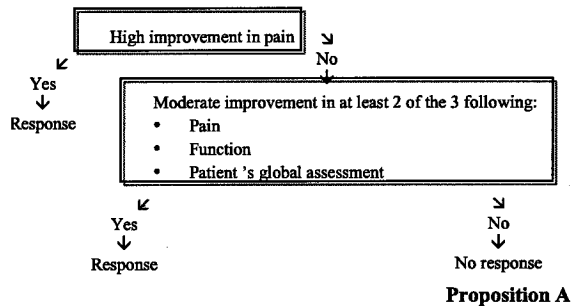 High improvement in pain
Yes
No
Response
Moderate improvement in at least 2 of the 3 following:
• Pain
• Function
• Patient 's global assessment
Yes
No
Response
No response
Proposition A